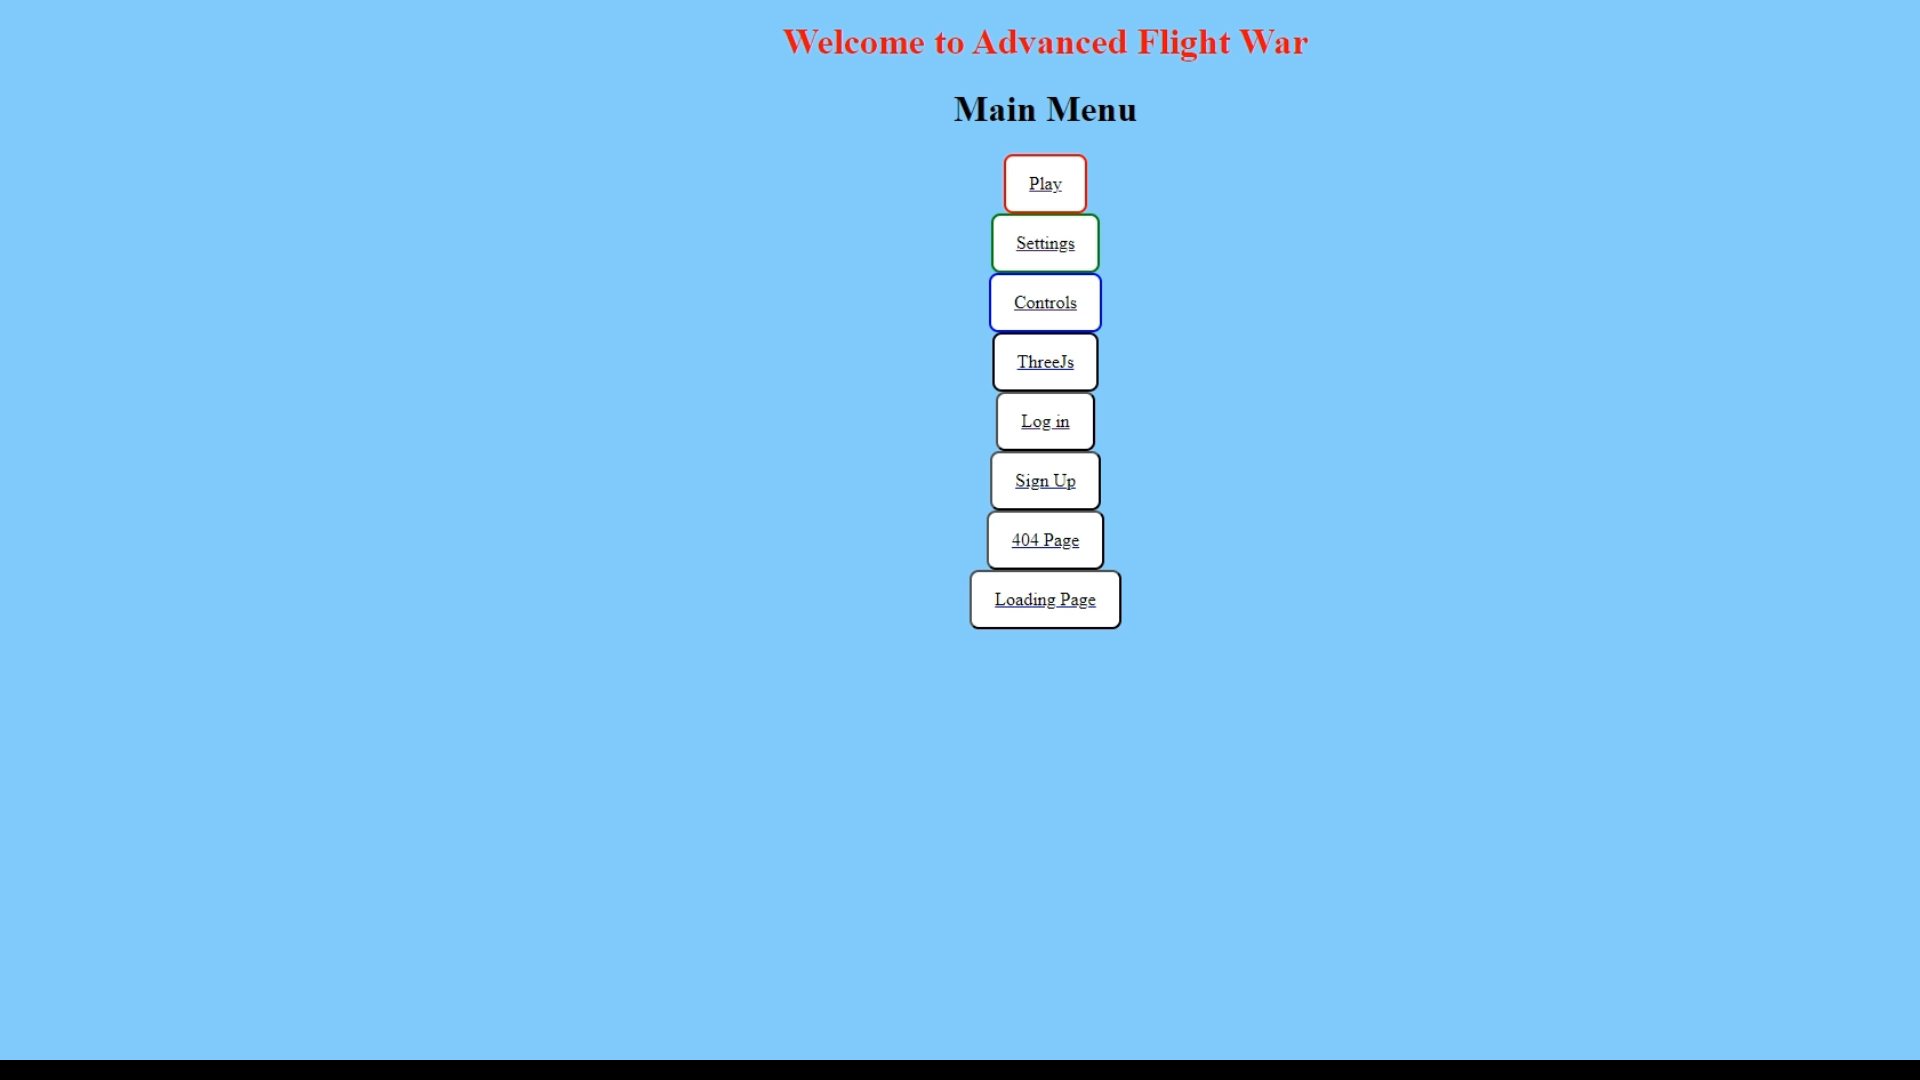 Welcome to Advanced Flight War
Main Menu
Play
Settings
Controls
ThreeJs
Log in
Sign Up
404 Page
Loading Page